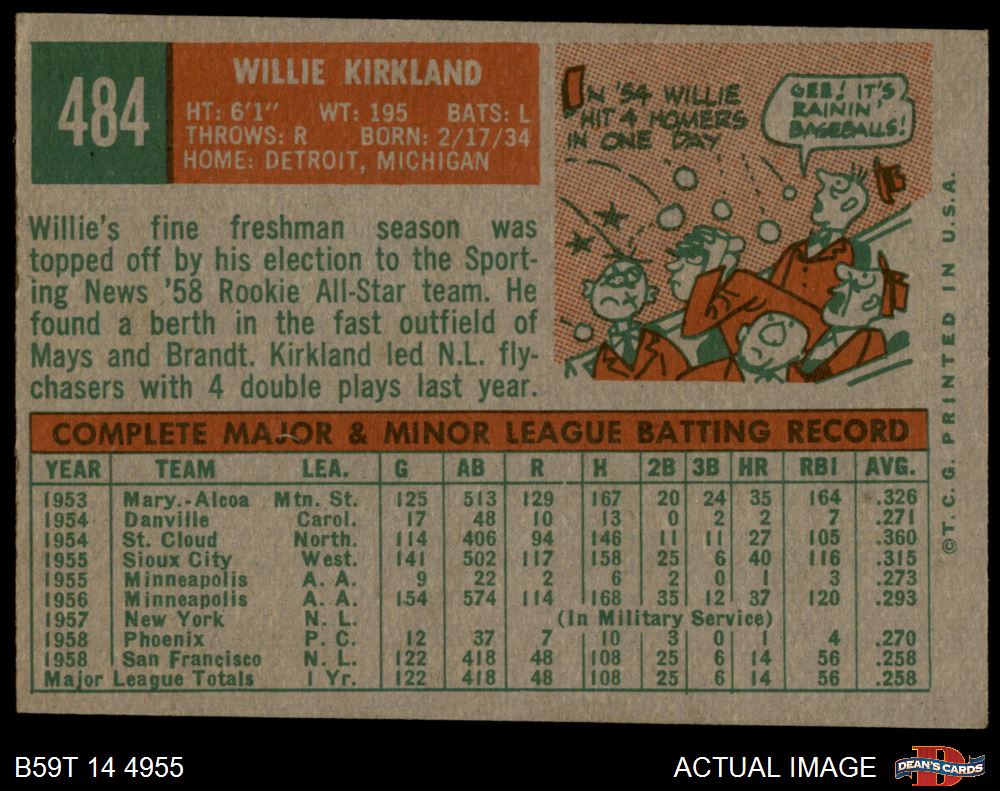 484
WILLIE KIRKLAND
HT: 6'1" WT: 195 BATS: L
THROWS: R BORN: 2/17/34
HOME: DETROIT, MICHIGAN
IN '54 WILLIE
HIT 4 HOMERS
IN ONE DAY
GEE! IT'S
RAININ'
BASEBALLS!
Willie's fine freshman season was
topped off by his election to the Sport-
ing News '58 Rookie All-Star team. He
found a berth in the fast outfield of
Mays and Brandt. Kirkland led N.L. fly-
chasers with 4 double plays last year.
COMPLETE MAJOR & MINOR LEAGUE BATTING RECORD
YEAR TEAM LEA. G AB R H 2B 3B HR RBI AVG.
1953 Mary.-Alcoa Mtn. St. 125 513 129 167 20 24 35 164 .326
1954 Danville Carol. 17 48 10 13 0 2 2 7 .271
1954 St. Cloud North. 114 406 94 146 11 11 27 105 .360
1955 Sioux City West. 141 502 117 158 25 6 40 116 .315
1955 Minneapolis A. A. 9 22 2 6 2 0 1 3 .273
1956 Minneapolis A. A. 154 574 114 168 35 12 37 120 .293
1957 New York N. L. (In Military Service)
1958 Phoenix P. C. 12 37 7 10 3 0 1 4 .270
1958 San Francisco N. L. 122 418 48 108 25 6 14 56 .258
Major League Totals 1 Yr. 122 418 48 108 25 6 14 56 .258
©T. C. G. PRINTED IN U.S.A.
B59T 14 4955
ACTUAL IMAGE
D
DEAN'S CARDS